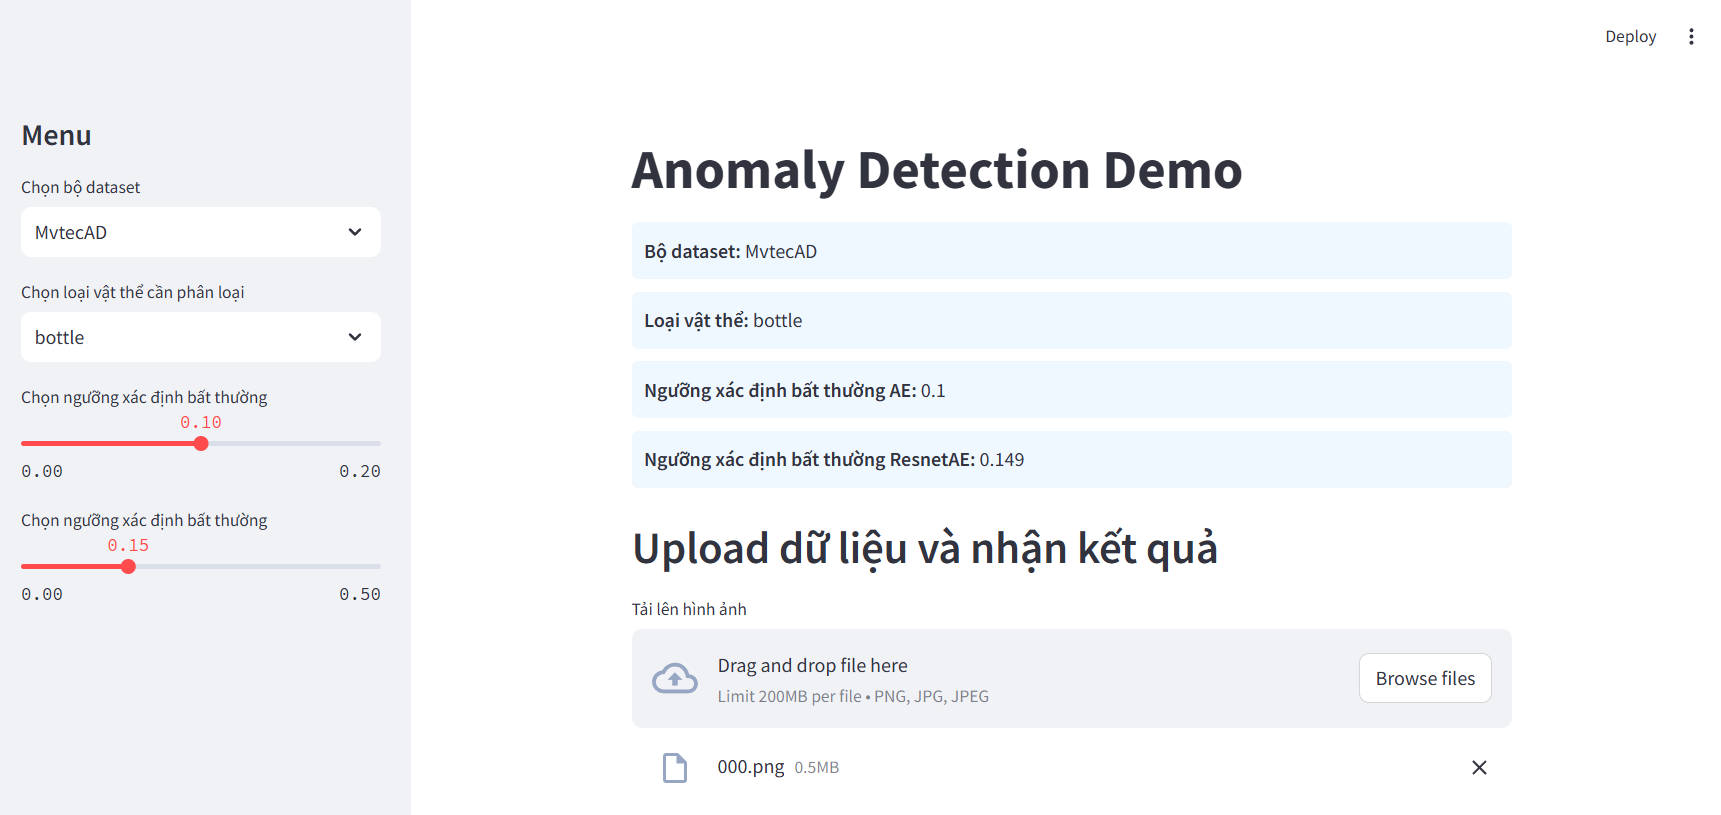 Deploy
Menu
Chọn bộ dataset
MvtecAD
Chọn loại vật thể cần phân loại
bottle
Chọn ngưỡng xác định bất thường
0.10
0.00 0.20
Chọn ngưỡng xác định bất thường
0.15
0.00 0.50
Anomaly Detection Demo
Bộ dataset: MvtecAD
Loại vật thể: bottle
Ngưỡng xác định bất thường AE: 0.1
Ngưỡng xác định bất thường ResnetAE: 0.149
Upload dữ liệu và nhận kết quả
Tải lên hình ảnh
Drag and drop file here
Limit 200MB per file • PNG, JPG, JPEG
Browse files
000.png 0.5MB